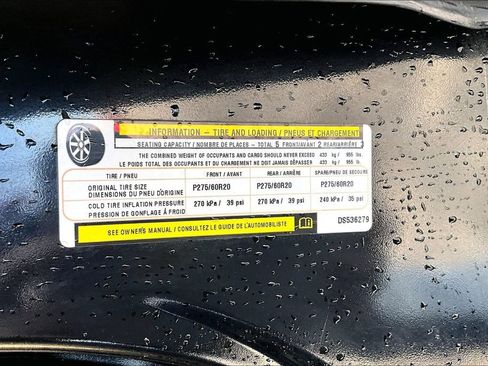 INFORMATION – TIRE AND LOADING / PNEUS ET CHARGEMENT
SEATING CAPACITY / NOMBRE DE PLACES – TOTAL 5 FRONT/AVANT 2 REAR/ARRIÈRE 3
THE COMBINED WEIGHT OF OCCUPANTS AND CARGO SHOULD NEVER EXCEED 433 kg / 955 lbs.
LE POIDS TOTAL DES OCCUPANTS ET DU CHARGEMENT NE DOIT JAMAIS DÉPASSER 433 kg / 955 lb.
TIRE / PNEU FRONT / AVANT REAR / ARRIÈRE SPARE/PNEU DE SECOURS
ORIGINAL TIRE SIZE
DIMENSIONS DU PNEU D'ORIGINE P275/60R20 P275/60R20 P275/60R20
COLD TIRE INFLATION PRESSURE
PRESSION DE GONFLAGE À FROID 270 kPa / 39 psi 270 kPa / 39 psi 240 kPa / 35 psi
SEE OWNERS MANUAL / CONSULTEZ LE GUIDE DE L'AUTOMOBILISTE DS536279